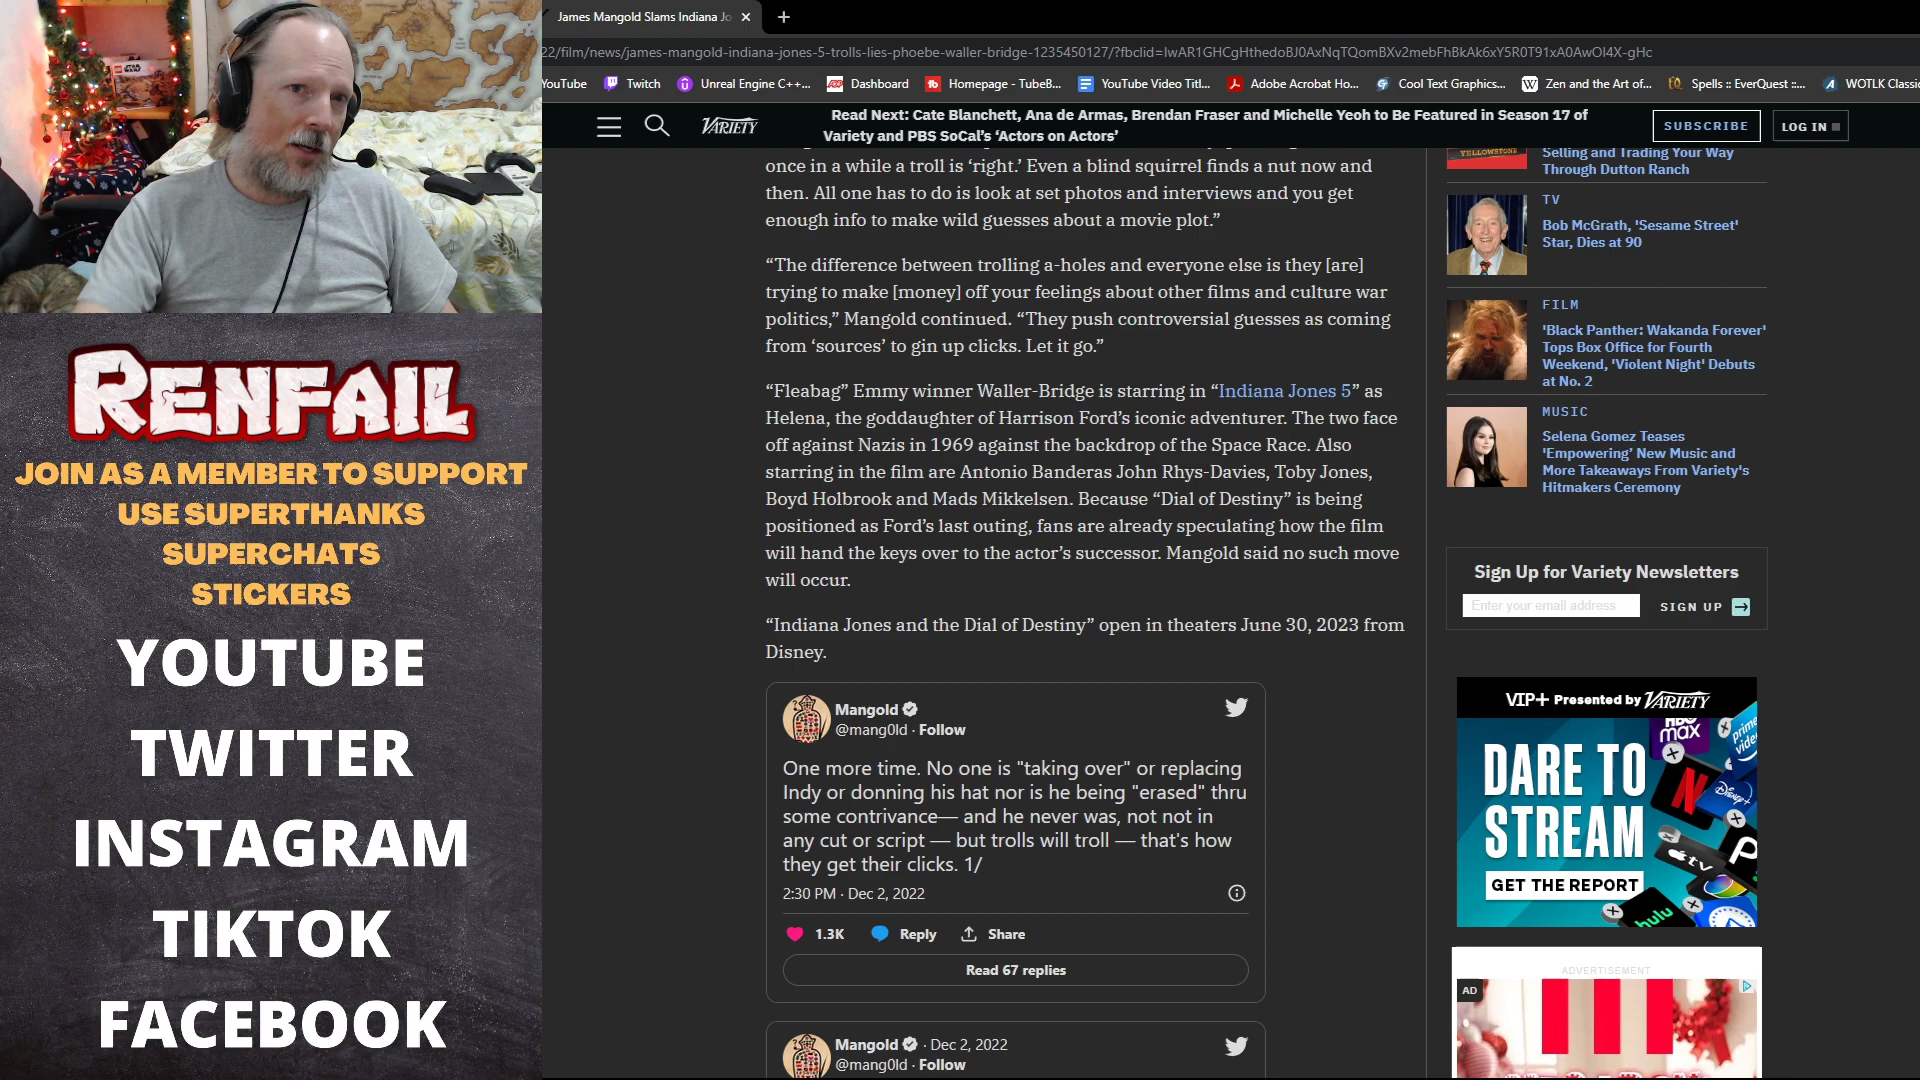 James Mangold Slams Indiana Jo
22/film/news/james-mangold-indiana-jones-5-trolls-lies-phoebe-waller-bridge-1235450127/?fbclid=IwAR1GHCgHthedoBJ0AxNqTQomBXv2mebFhBkAk6xY5R0T91xA0AwOl4X-gHc
YouTube Twitch Unreal Engine C++... Dashboard Homepage - TubeB... YouTube Video Titl... Adobe Acrobat Ho... Cool Text Graphics... Zen and the Art of... Spells :: EverQuest ::... WOTLK Classic
VARIETY
Read Next: Cate Blanchett, Ana de Armas, Brendan Fraser and Michelle Yeoh to Be Featured in Season 17 of
Variety and PBS SoCal’s ‘Actors on Actors’
SUBSCRIBE
LOG IN
once in a while a troll is ‘right.’ Even a blind squirrel finds a nut now and
then. All one has to do is look at set photos and interviews and you get
enough info to make wild guesses about a movie plot.”
“The difference between trolling a-holes and everyone else is they [are]
trying to make [money] off your feelings about other films and culture war
politics,” Mangold continued. “They push controversial guesses as coming
from ‘sources’ to gin up clicks. Let it go.”
“Fleabag” Emmy winner Waller-Bridge is starring in “Indiana Jones 5” as
Helena, the goddaughter of Harrison Ford’s iconic adventurer. The two face
off against Nazis in 1969 against the backdrop of the Space Race. Also
starring in the film are Antonio Banderas John Rhys-Davies, Toby Jones,
Boyd Holbrook and Mads Mikkelsen. Because “Dial of Destiny” is being
positioned as Ford’s last outing, fans are already speculating how the film
will hand the keys over to the actor’s successor. Mangold said no such move
will occur.
“Indiana Jones and the Dial of Destiny” open in theaters June 30, 2023 from
Disney.
Mangold
@mang0ld · Follow
One more time. No one is "taking over" or replacing
Indy or donning his hat nor is he being "erased" thru
some contrivance— and he never was, not not in
any cut or script — but trolls will troll — that's how
they get their clicks. 1/
2:30 PM · Dec 2, 2022
1.3K Reply Share
Read 67 replies
Mangold · Dec 2, 2022
@mang0ld · Follow
YELLOWSTONE
Selling and Trading Your Way
Through Dutton Ranch
TV
Bob McGrath, 'Sesame Street'
Star, Dies at 90
FILM
'Black Panther: Wakanda Forever'
Tops Box Office for Fourth
Weekend, 'Violent Night' Debuts
at No. 2
MUSIC
Selena Gomez Teases
‘Empowering’ New Music and
More Takeaways From Variety's
Hitmakers Ceremony
Sign Up for Variety Newsletters
Enter your email address
SIGN UP
VIP+ Presented by VARIETY
DARE TO
STREAM
GET THE REPORT
HBO
max
prime
video
N
Disney+
tv
P
hulu
ADVERTISEMENT
AD
LEGO
RENFAIL
JOIN AS A MEMBER TO SUPPORT
USE SUPERTHANKS
SUPERCHATS
STICKERS
YOUTUBE
TWITTER
INSTAGRAM
TIKTOK
FACEBOOK